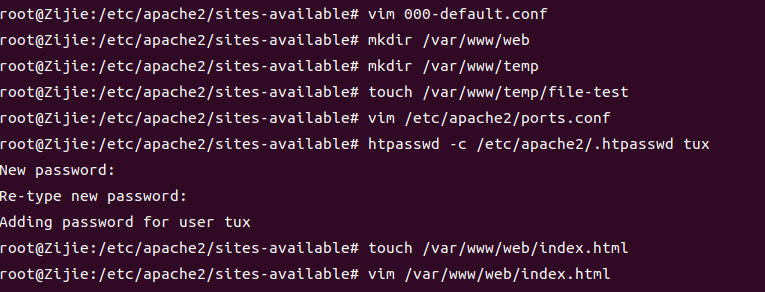 root@Zijie:/etc/apache2/sites-available# vim 000-default.conf
root@Zijie:/etc/apache2/sites-available# mkdir /var/www/web
root@Zijie:/etc/apache2/sites-available# mkdir /var/www/temp
root@Zijie:/etc/apache2/sites-available# touch /var/www/temp/file-test
root@Zijie:/etc/apache2/sites-available# vim /etc/apache2/ports.conf
root@Zijie:/etc/apache2/sites-available# htpasswd -c /etc/apache2/.htpasswd tux
New password:
Re-type new password:
Adding password for user tux
root@Zijie:/etc/apache2/sites-available# touch /var/www/web/index.html
root@Zijie:/etc/apache2/sites-available# vim /var/www/web/index.html